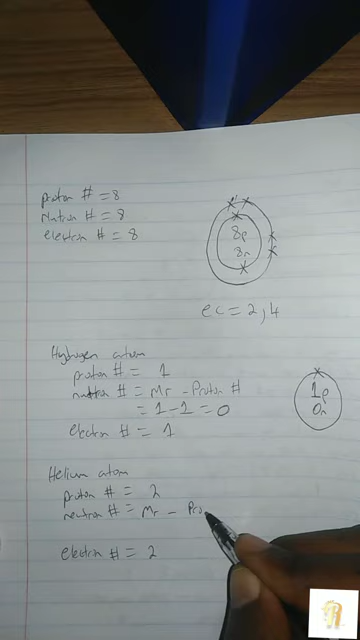 proton # = 8
Nutron # = 8
electron # = 8
8p
8n
ec = 2,4
Hydrogen atom
proton # = 1
neutron # = Mr - Proton #
= 1 - 1 = 0
electron # = 1
1p
0n
Helium atom
proton # = 2
neutron # = Mr - Pro
electron # = 2